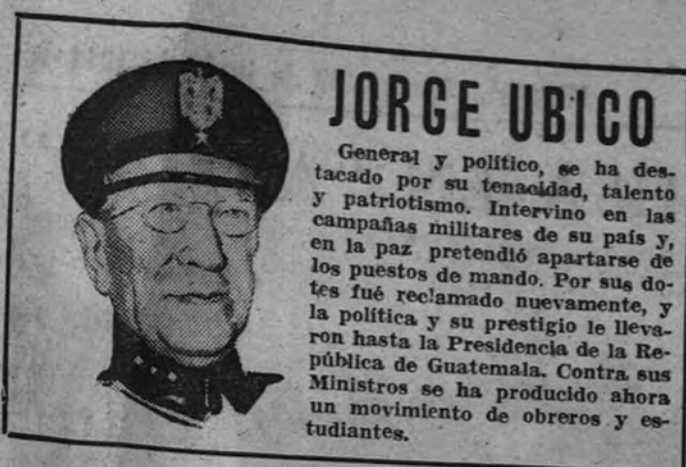 JORGE UBICO
General y político, se ha des-
tacado por su tenacidad, talento
y patriotismo. Intervino en las
campañas militares de su país y,
en la paz pretendió apartarse de
los puestos de mando. Por sus do-
tes fué reclamado nuevamente, y
la política y su prestigio le lleva-
ron hasta la Presidencia de la Re-
pública de Guatemala. Contra sus
Ministros se ha producido ahora
un movimiento de obreros y es-
tudiantes.